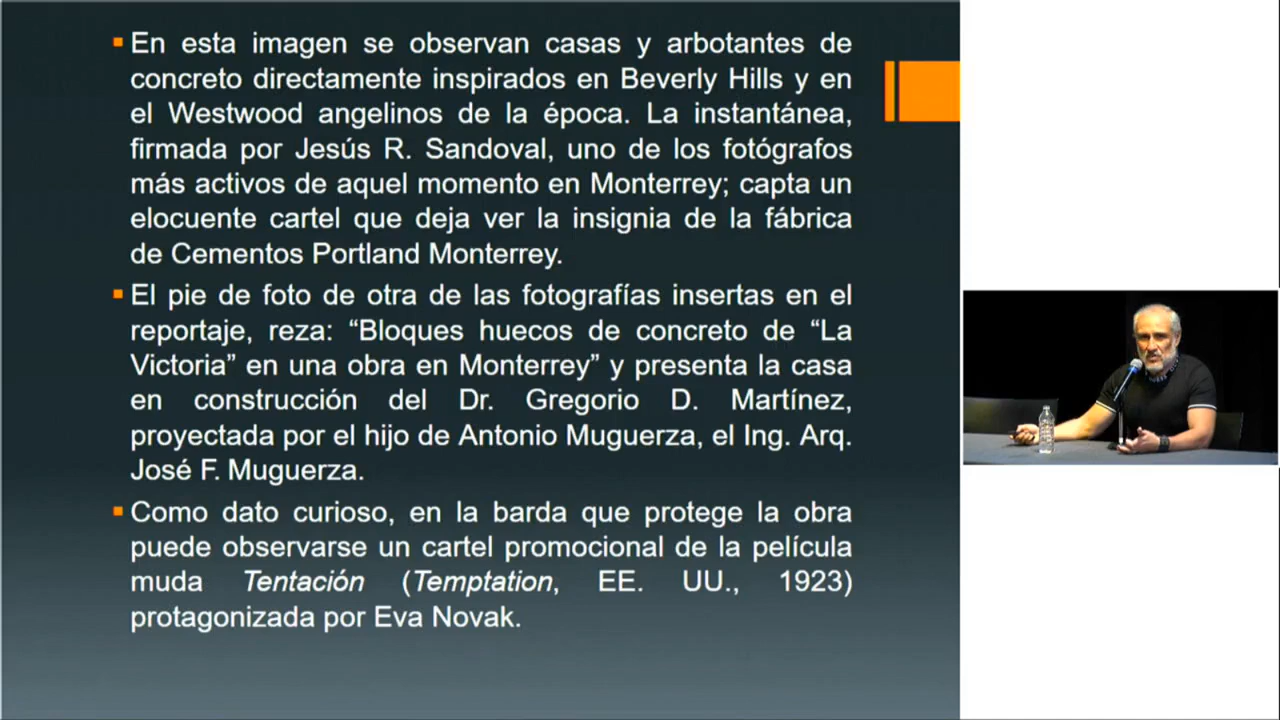 En esta imagen se observan casas y arbotantes de
concreto directamente inspirados en Beverly Hills y en
el Westwood angelinos de la época. La instantánea,
firmada por Jesús R. Sandoval, uno de los fotógrafos
más activos de aquel momento en Monterrey; capta un
elocuente cartel que deja ver la insignia de la fábrica
de Cementos Portland Monterrey.
El pie de foto de otra de las fotografías insertas en el
reportaje, reza: “Bloques huecos de concreto de “La
Victoria” en una obra en Monterrey” y presenta la casa
en construcción del Dr. Gregorio D. Martínez,
proyectada por el hijo de Antonio Muguerza, el Ing. Arq.
José F. Muguerza.
Como dato curioso, en la barda que protege la obra
puede observarse un cartel promocional de la película
muda Tentación (Temptation, EE. UU., 1923)
protagonizada por Eva Novak.